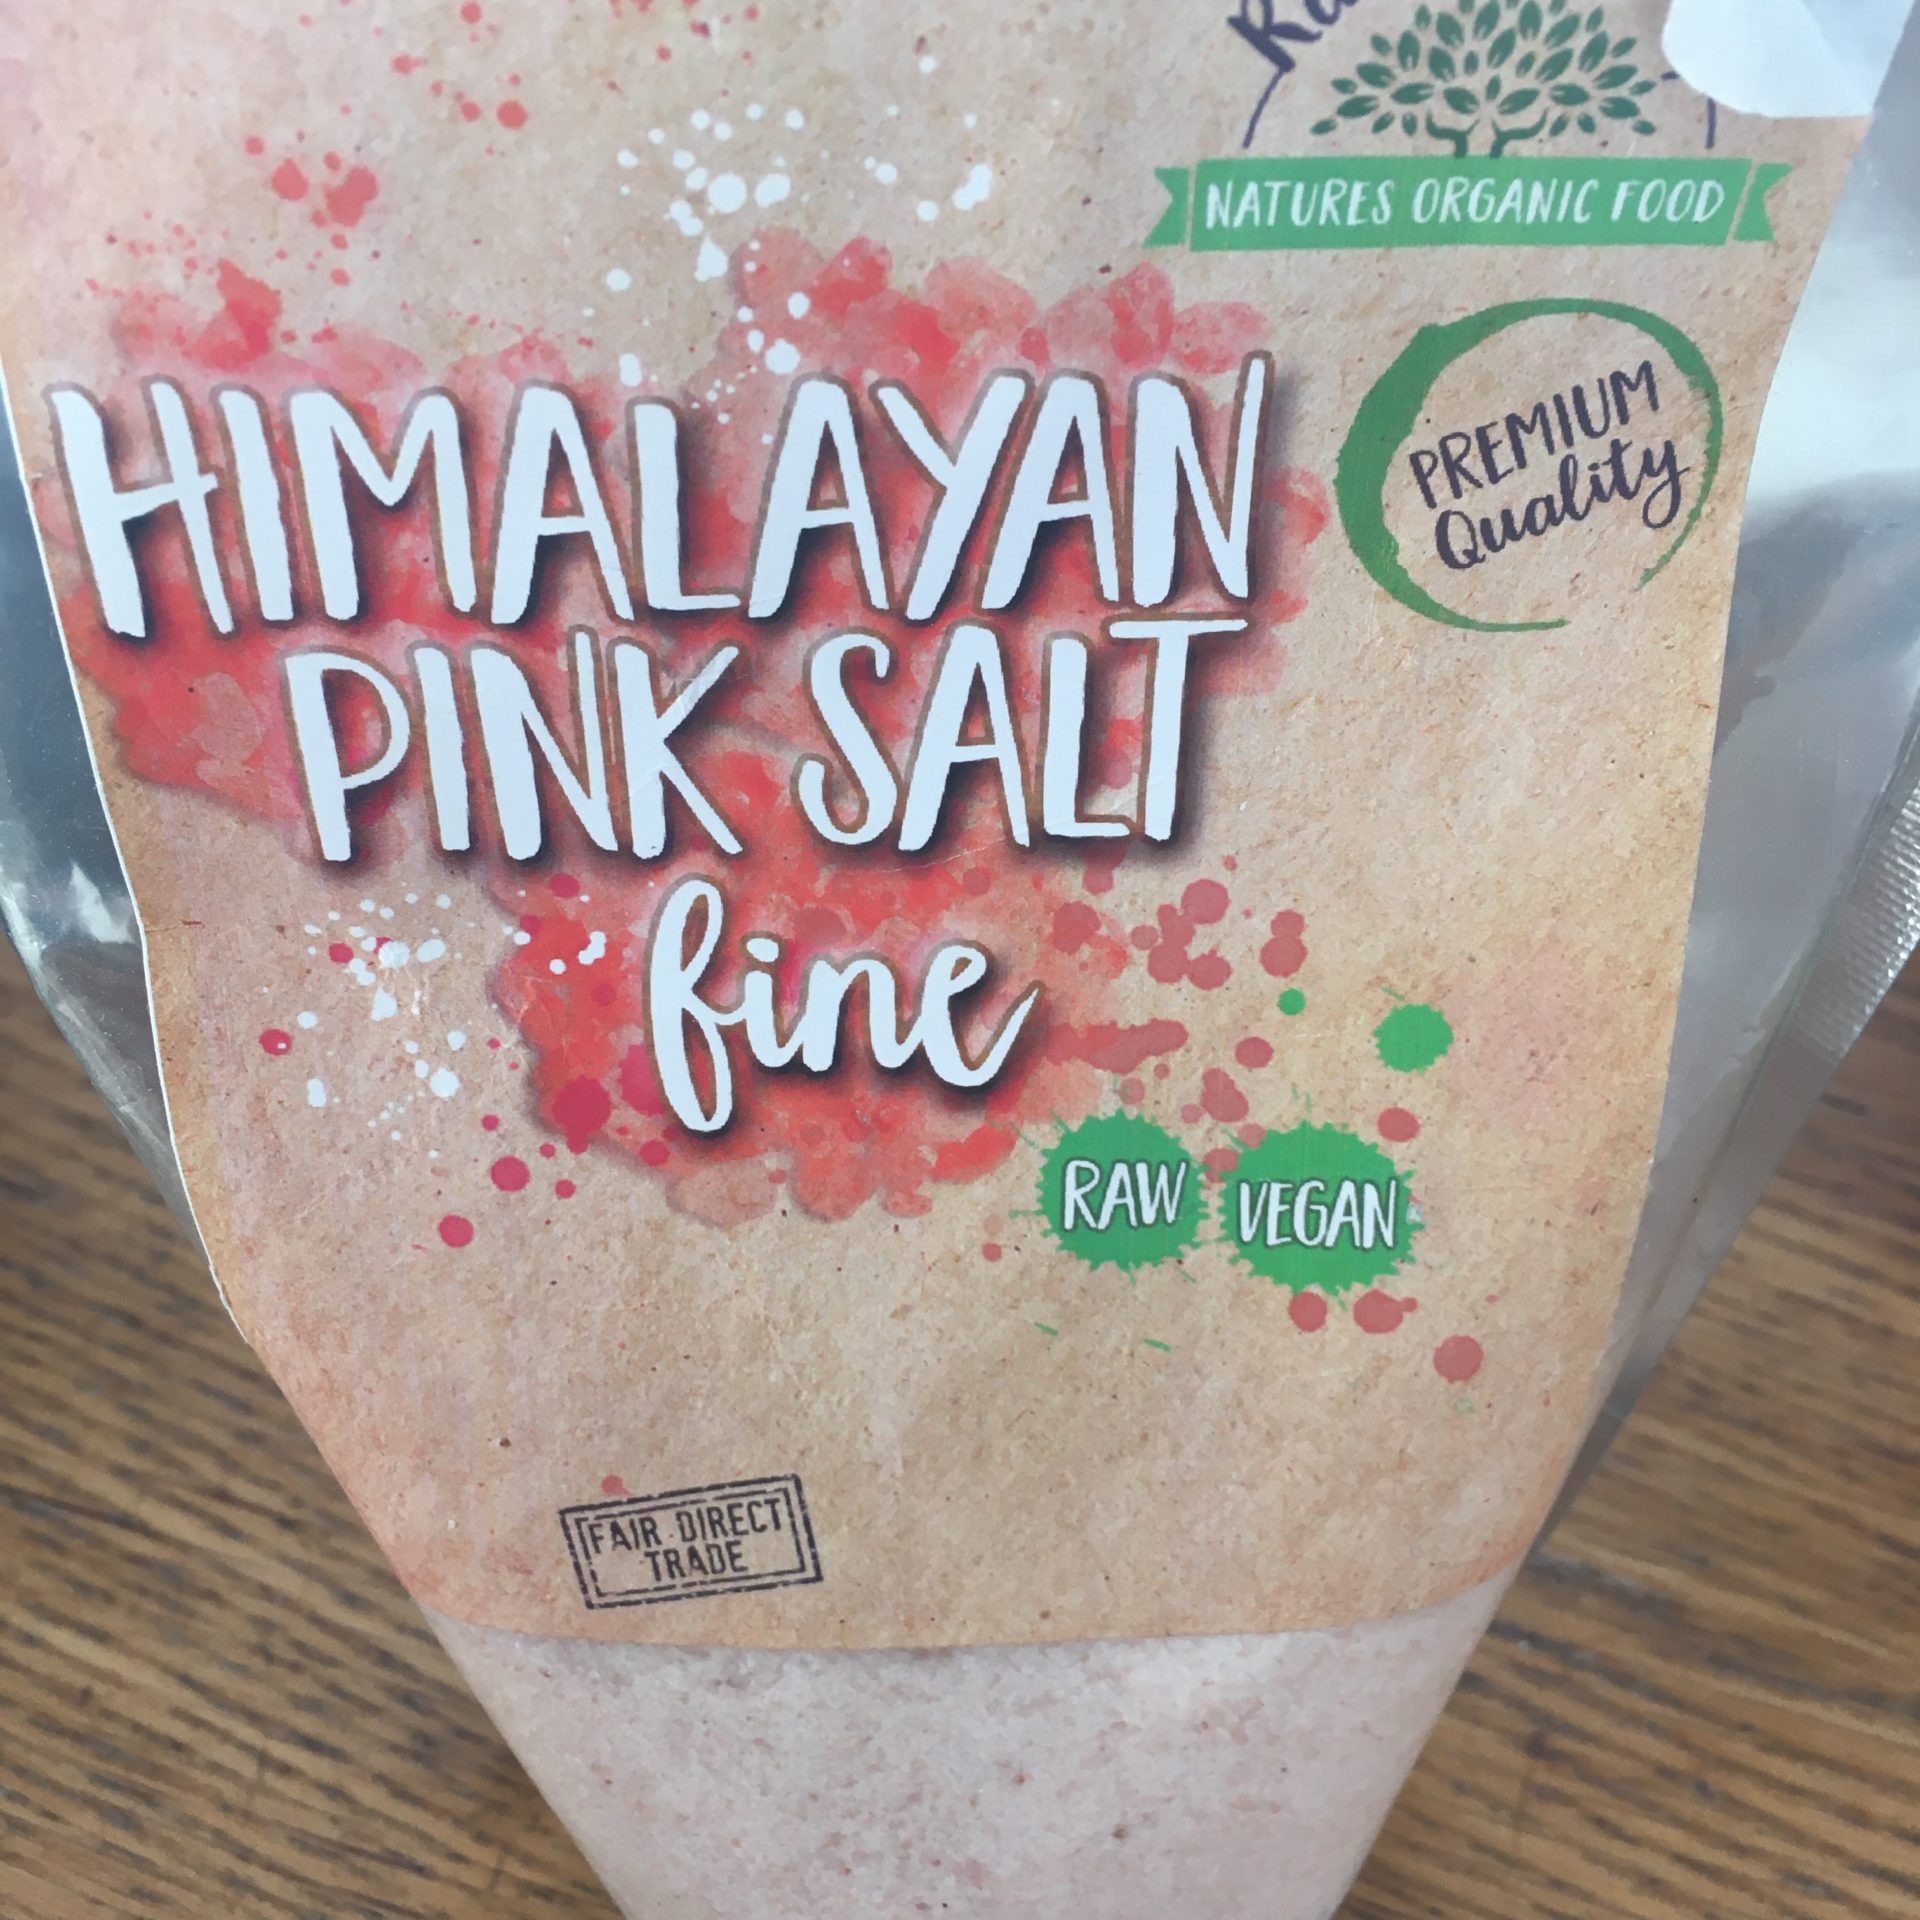 NATURES ORGANIC FOOD
PREMIUM
Quality
HIMALAYAN
PINK SALT
fine
RAW
VEGAN
FAIR DIRECT
TRADE